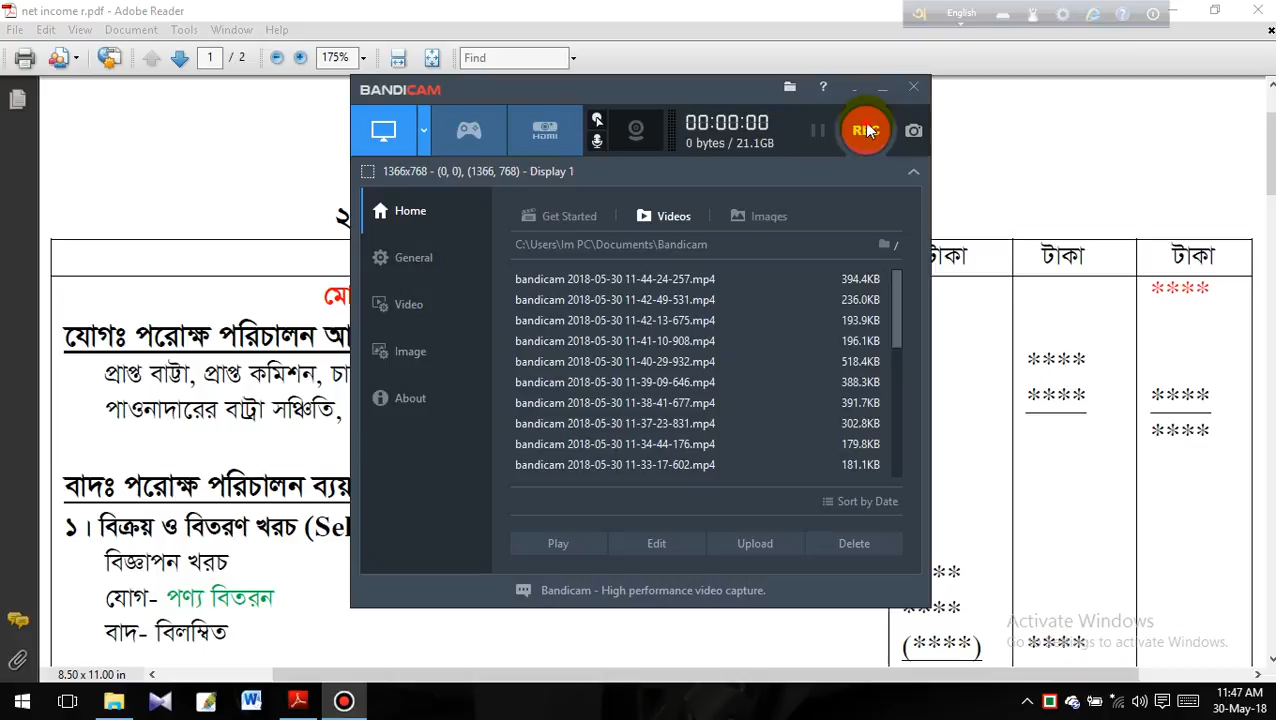 net income r.pdf - Adobe Reader
English
File Edit View Document Tools Window Help
1 / 2 175% Find
BANDICAM
HDMI
00:00:00
0 bytes / 21.1GB
REC
1366x768 - (0, 0), (1366, 768) - Display 1
Home
General
Video
Image
About
Get Started Videos Images
C:\Users\Im PC\Documents\Bandicam
bandicam 2018-05-30 11-44-24-257.mp4 394.4KB
bandicam 2018-05-30 11-42-49-531.mp4 236.0KB
bandicam 2018-05-30 11-42-13-675.mp4 193.9KB
bandicam 2018-05-30 11-41-10-908.mp4 196.1KB
bandicam 2018-05-30 11-40-29-932.mp4 518.4KB
bandicam 2018-05-30 11-39-09-646.mp4 388.3KB
bandicam 2018-05-30 11-38-41-677.mp4 391.7KB
bandicam 2018-05-30 11-37-23-831.mp4 302.8KB
bandicam 2018-05-30 11-34-44-176.mp4 179.8KB
bandicam 2018-05-30 11-33-17-602.mp4 181.1KB
Sort by Date
Play Edit Upload Delete
Bandicam - High performance video capture.
টাকা টাকা টাকা
****
যোগঃ পরোক্ষ পরিচালন আ
প্রাপ্ত বাট্টা, প্রাপ্ত কমিশন, চা ****
পাওনাদারের বাট্টা সঞ্চিতি, **** ****
****
বাদঃ পরোক্ষ পরিচালন ব্যয়
১। বিক্রয় ও বিতরণ খরচ (Sel
বিজ্ঞাপন খরচ **
যোগ- পণ্য বিতরন ****
বাদ- বিলম্বিত (****) ****
Activate Windows
Go to Settings to activate Windows.
8.50 x 11.00 in
11:47 AM
30-May-18